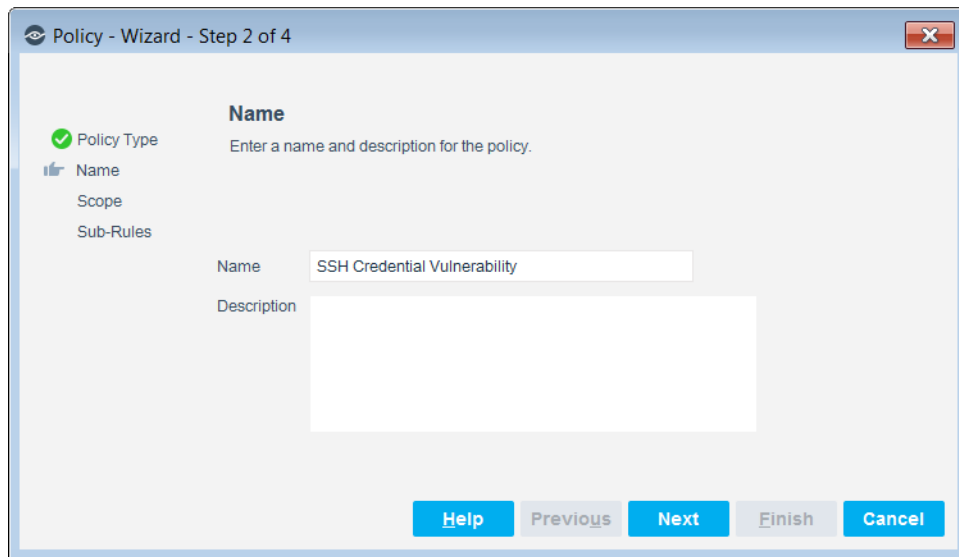 Policy - Wizard - Step 2 of 4
Policy Type
Name
Scope
Sub-Rules
Name
Enter a name and description for the policy.
Name SSH Credential Vulnerability
Description
Help Previous Next Finish Cancel